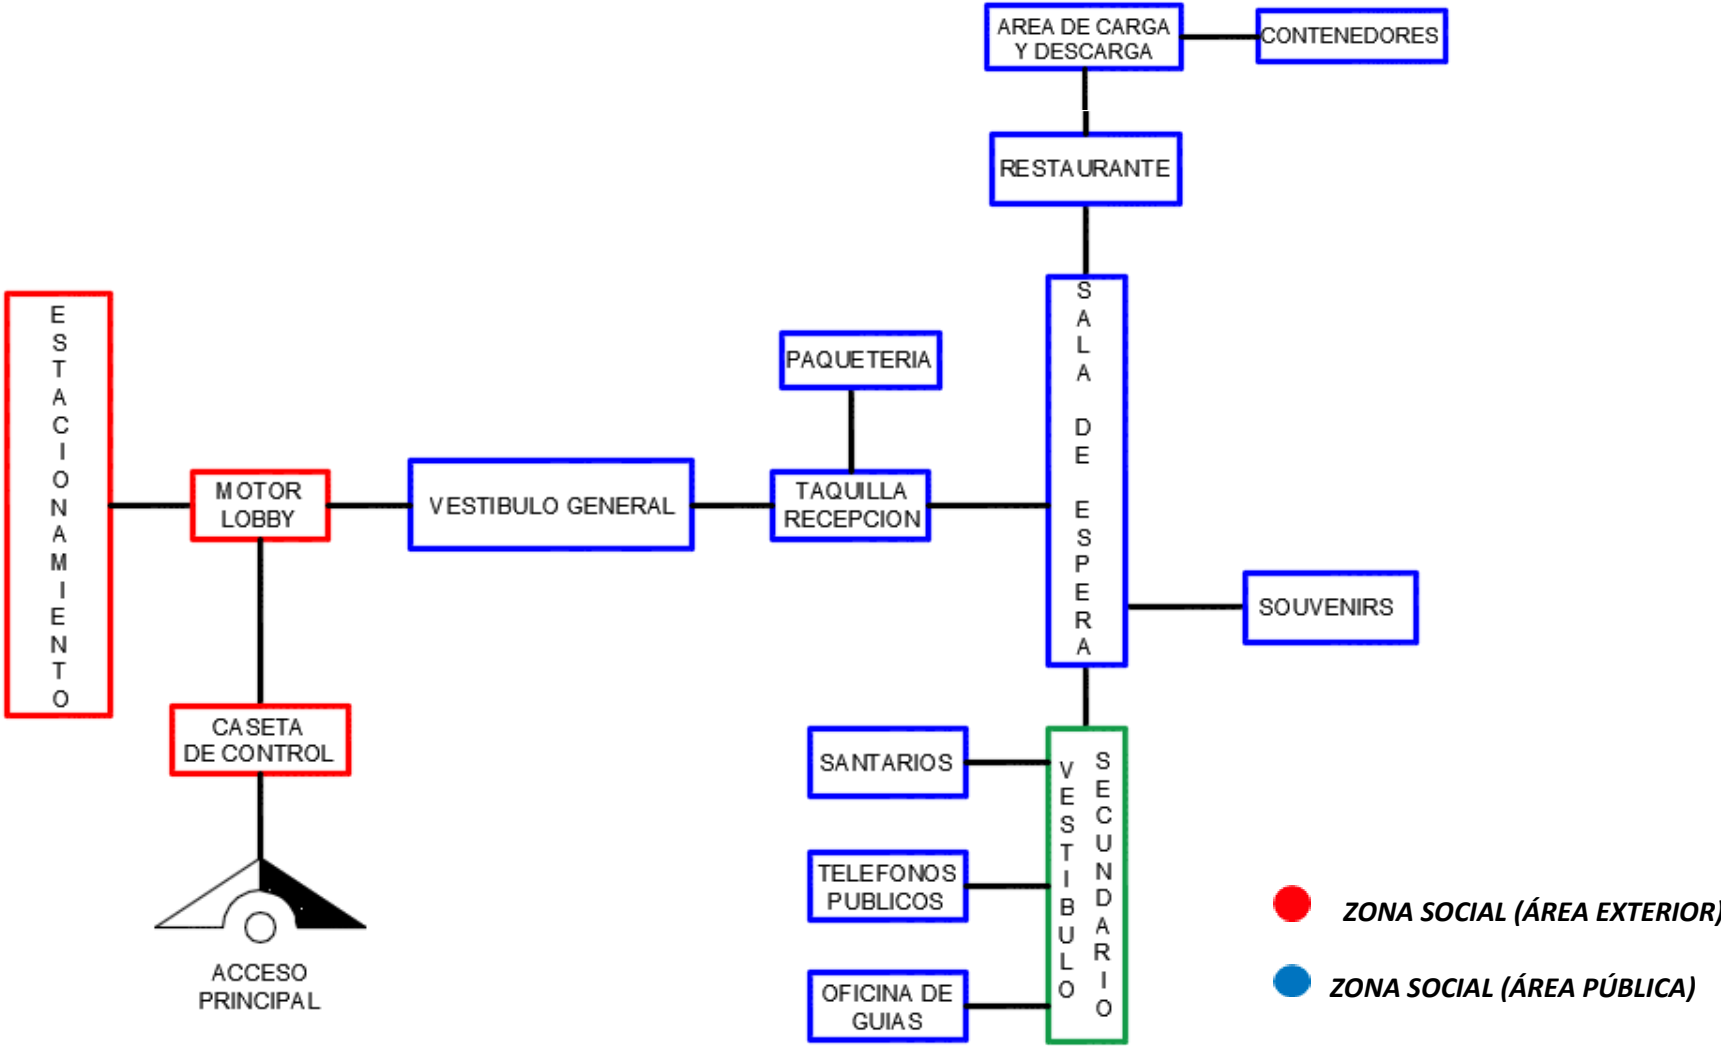 AREA DE CARGA
Y DESCARGA
CONTENEDORES
RESTAURANTE
SALA DE ESPERA
PAQUETERIA
ESTACIONAMIENTO
MOTOR
LOBBY
VESTIBULO GENERAL
TAQUILLA
RECEPCION
SOUVENIRS
CASETA
DE CONTROL
SANTARIOS
VESTIBULO
SECUNDARIO
TELEFONOS
PUBLICOS
OFICINA DE
GUIAS
ACCESO
PRINCIPAL
ZONA SOCIAL (ÁREA EXTERIOR)
ZONA SOCIAL (ÁREA PÚBLICA)